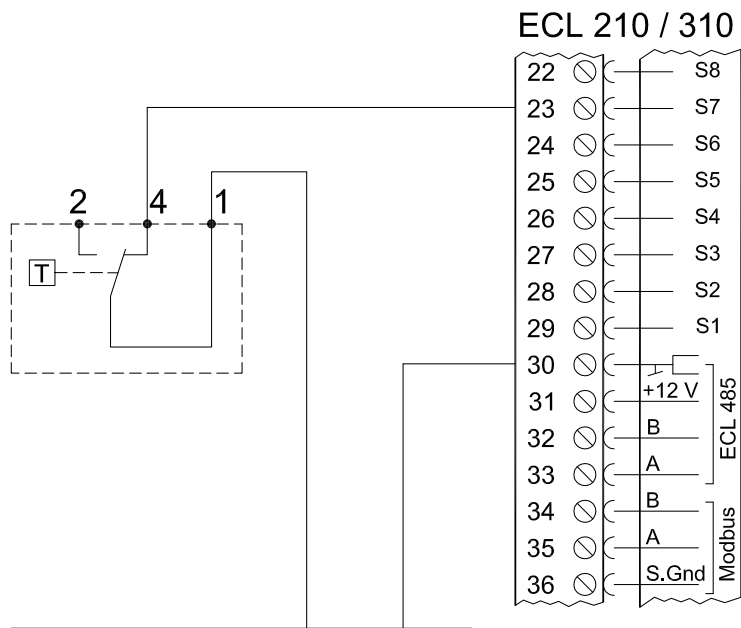 ECL 210 / 310
22 S8
23 S7
24 S6
25 S5
26 S4
27 S3
28 S2
29 S1
30
31 +12 V
32 B
33 A
ECL 485
34 B
35 A
36 S.Gnd
Modbus
2 4 1
T